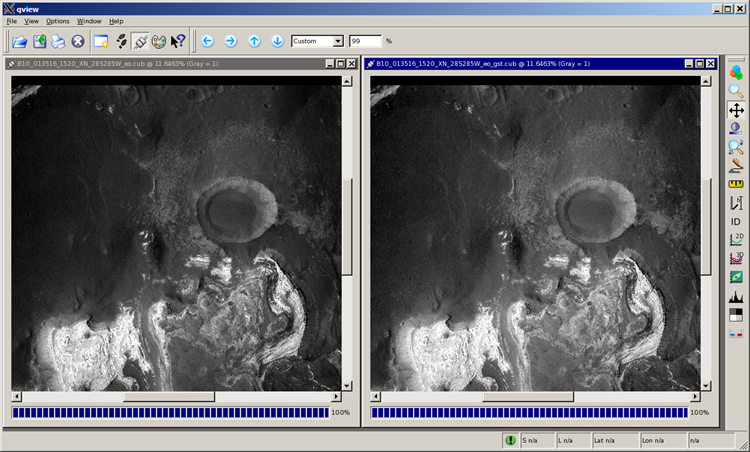 qview
File View Options Window Help
Custom 99 %
B10_013516_1520_XN_28S285W_eo.cub @ 11.6463% (Gray = 1)
B10_013516_1520_XN_28S285W_eo_gst.cub @ 11.6463% (Gray = 1)
ID
2D
3D
100%
100%
S n/a L n/a Lat n/a Lon n/a n/a